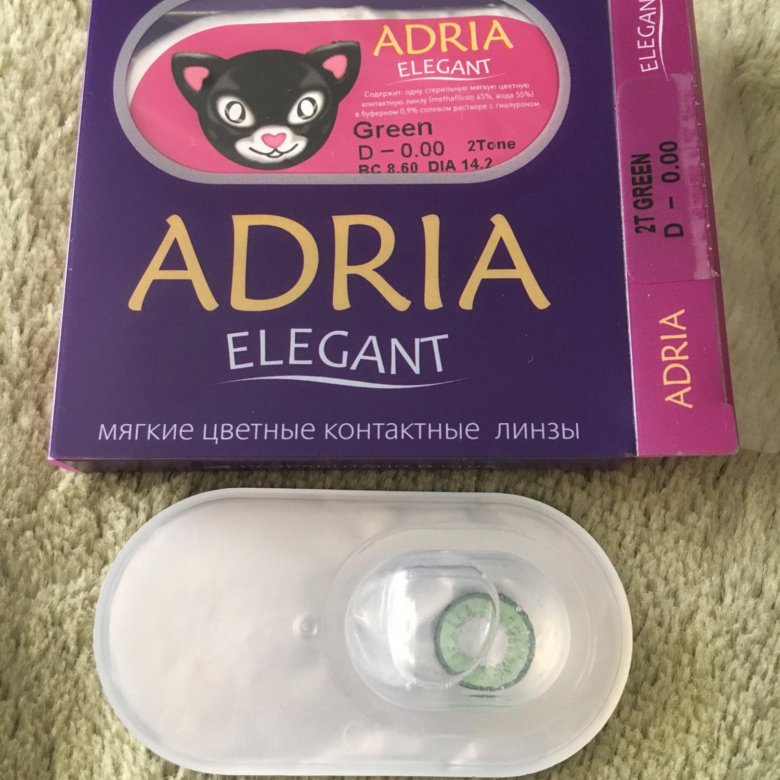 ADRIA
ELEGANT
Содержит: одну стерильную мягкую цветную
контактную линзу (methafilcon 45%, вода 55%)
в буферном 0,9% солевом растворе с гиалуроном
Green
D – 0.00 2Tone
BC 8.60 DIA 14.2
ADRIA
ELEGANT
мягкие цветные контактные линзы
ELEGAN
2T GREEN
D – 0.00
ADRIA